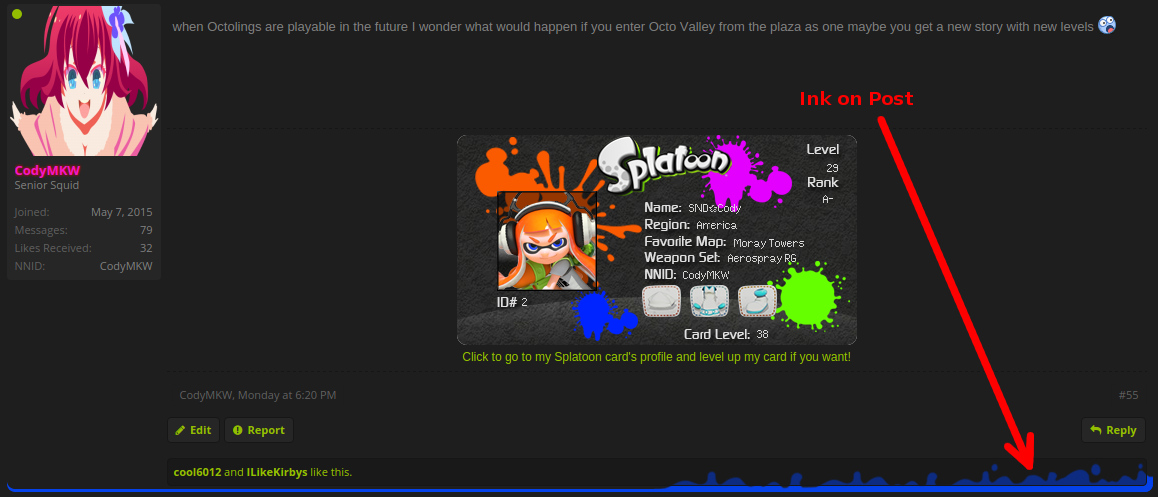 when Octolings are playable in the future I wonder what would happen if you enter Octo Valley from the plaza as one maybe you get a new story with new levels
Ink on Post
CodyMKW
Senior Squid
Joined: May 7, 2015
Messages: 79
Likes Received: 32
NNID: CodyMKW
Splatoon
Level
29
Rank
A-
Name: SND☆Cody
Region: America
Favorite Map: Moray Towers
Weapon Set: Aerospray RG
NNID: CodyMKW
ID# 2
Card Level: 38
Click to go to my Splatoon card's profile and level up my card if you want!
CodyMKW, Monday at 6:20 PM #55
Edit Report Reply
cool6012 and ILikeKirbys like this.